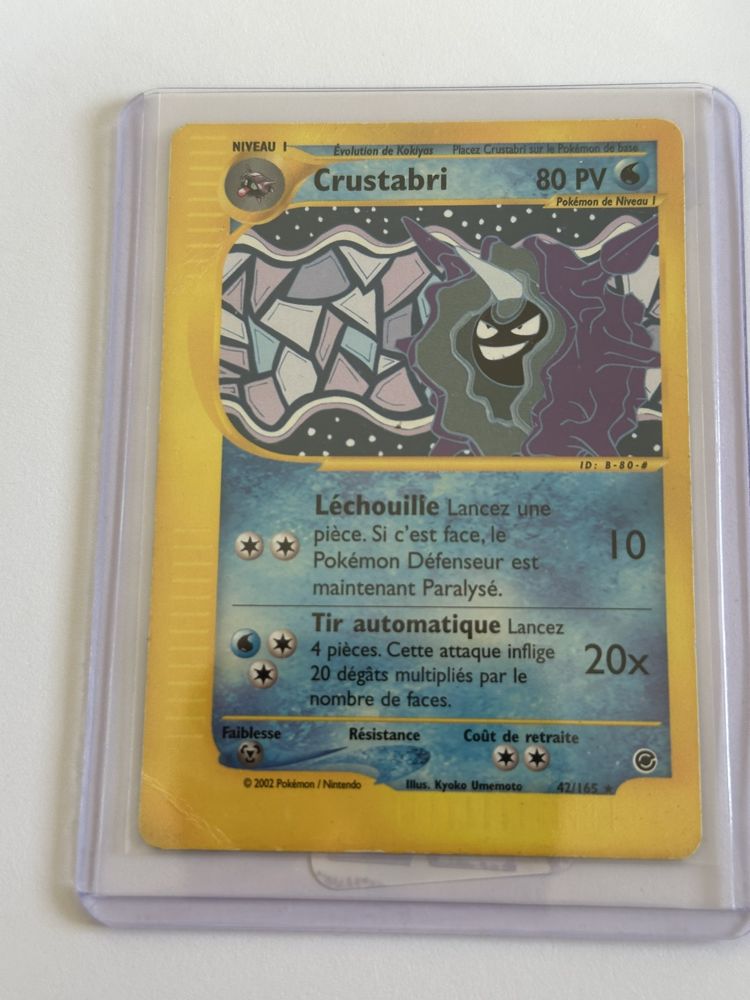 NIVEAU I
Évolution de Kokiyas Placez Crustabri sur le Pokémon de base
Crustabri 80 PV
Pokémon de Niveau I
ID: B-80-#
Léchouille Lancez une
pièce. Si c'est face, le
Pokémon Défenseur est
maintenant Paralysé.
10
Tir automatique Lancez
4 pièces. Cette attaque inflige
20 dégâts multipliés par le
nombre de faces.
20x
Faiblesse Résistance Coût de retraite
© 2002 Pokémon / Nintendo Illus. Kyoko Umemoto 42/165 ★